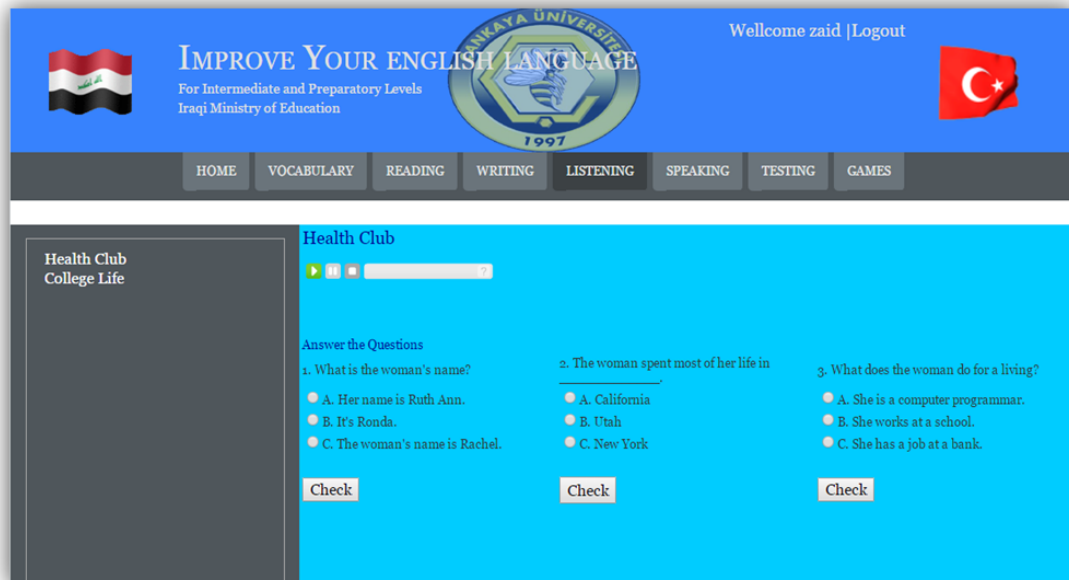 Wellcome zaid |Logout
ÇANKAYA ÜNİVERSİTESİ
IMPROVE YOUR ENGLISH LANGUAGE
For Intermediate and Preparatory Levels
Iraqi Ministry of Education
1997
HOME VOCABULARY READING WRITING LISTENING SPEAKING TESTING GAMES
Health Club
College Life
Health Club
?
Answer the Questions
1. What is the woman's name?
A. Her name is Ruth Ann.
B. It's Ronda.
C. The woman's name is Rachel.
Check
2. The woman spent most of her life in
_______________.
A. California
B. Utah
C. New York
Check
3. What does the woman do for a living?
A. She is a computer programmar.
B. She works at a school.
C. She has a job at a bank.
Check